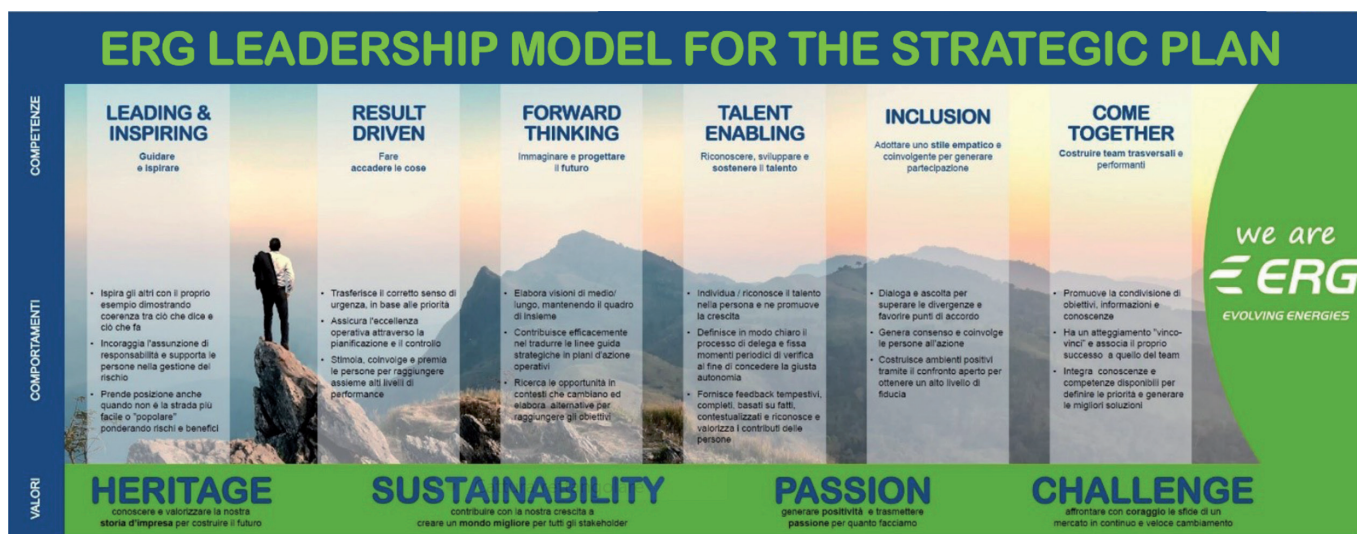 ERG LEADERSHIP MODEL FOR THE STRATEGIC PLAN
COMPETENZE
LEADING &
INSPIRING
Guidare
e ispirare
RESULT
DRIVEN
Fare
accadere le cose
FORWARD
THINKING
Immaginare e progettare
il futuro
TALENT
ENABLING
Riconoscere, sviluppare e
sostenere il talento
INCLUSION
Adottare uno stile empatico e
coinvolgente per generare
partecipazione
COME
TOGETHER
Costruire team trasversali e
performanti
COMPORTAMENTI
• Ispira gli altri con il proprio
esempio dimostrando
coerenza tra ciò che dice e
ciò che fa
• Incoraggia l'assunzione di
responsabilità e supporta le
persone nella gestione del
rischio
• Prende posizione anche
quando non è la strada più
facile o "popolare"
ponderando rischi e benefici
• Trasferisce il corretto senso di
urgenza, in base alle priorità
• Assicura l'eccellenza
operativa attraverso la
pianificazione e il controllo
• Stimola, coinvolge e premia
le persone per raggiungere
assieme alti livelli di
performance
• Elabora visioni di medio/
lungo, mantenendo il quadro
di insieme
• Contribuisce efficacemente
nel tradurre le linee guida
strategiche in piani d'azione
operativi
• Ricerca le opportunità in
contesti che cambiano ed
elabora alternative per
raggiungere gli obiettivi
• Individua / riconosce il talento
nella persona e ne promuove
la crescita
• Definisce in modo chiaro il
processo di delega e fissa
momenti periodici di verifica
al fine di concedere la giusta
autonomia
• Fornisce feedback tempestivi,
completi, basati su fatti,
contestualizzati e riconosce e
valorizza i contributi delle
persone
• Dialoga e ascolta per
superare le divergenze e
favorire punti di accordo
• Genera consenso e coinvolge
le persone all'azione
• Costruisce ambienti positivi
tramite il confronto aperto per
ottenere un alto livello di
fiducia
• Promuove la condivisione di
obiettivi, informazioni e
conoscenze
• Ha un atteggiamento "vinco-
vinci" e associa il proprio
successo a quello del team
• Integra conoscenze e
competenze disponibili per
definire le priorità e generare
le migliori soluzioni
we are
ERG
EVOLVING ENERGIES
VALORI
HERITAGE
conoscere e valorizzare la nostra
storia d'impresa per costruire il futuro
SUSTAINABILITY
contribuire con la nostra crescita a
creare un mondo migliore per tutti gli stakeholder
PASSION
generare positività e trasmettere
passione per quanto facciamo
CHALLENGE
affrontare con coraggio le sfide di un
mercato in continuo e veloce cambiamento